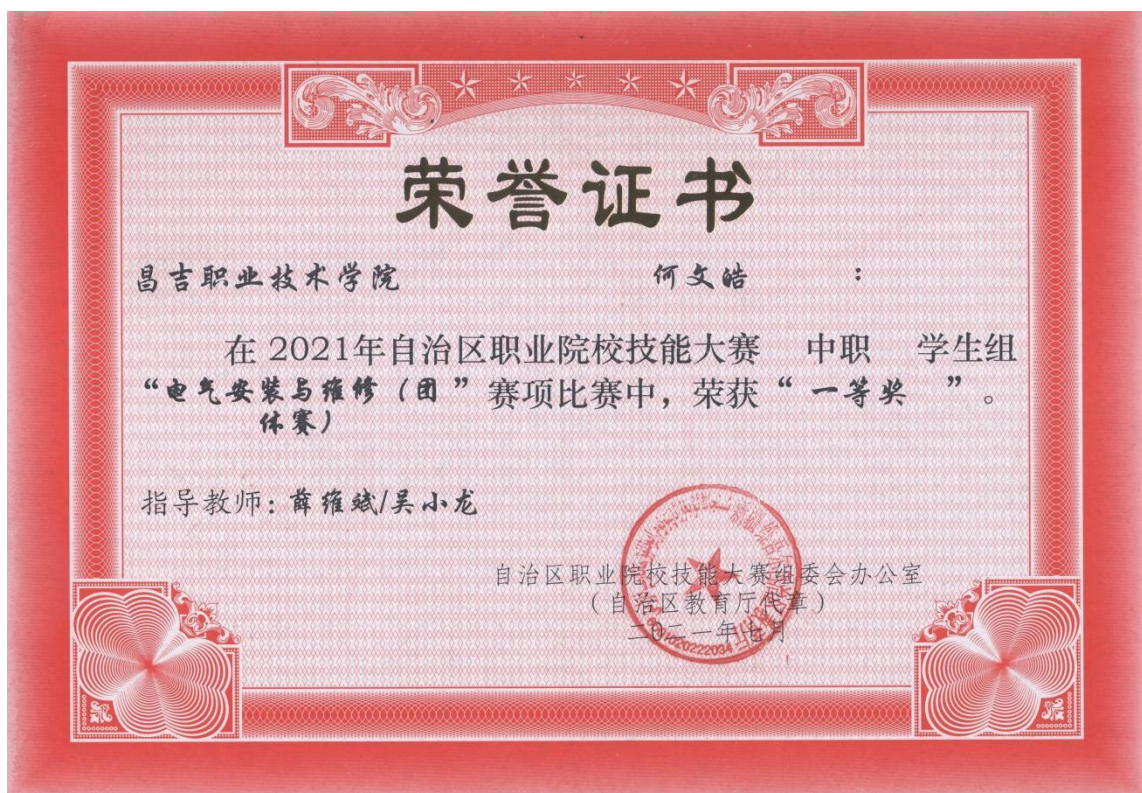 荣誉证书
昌吉职业技术学院 何文皓 :
在 2021年自治区职业院校技能大赛 中职 学生组
“电气安装与维修（团 ” 赛项比赛中，荣获“ 一等奖 ”。
体赛）
指导教师: 薛维斌/吴小龙
自治区职业院校技能大赛组委会办公室
（自治区教育厅代章）
二〇二一年七月